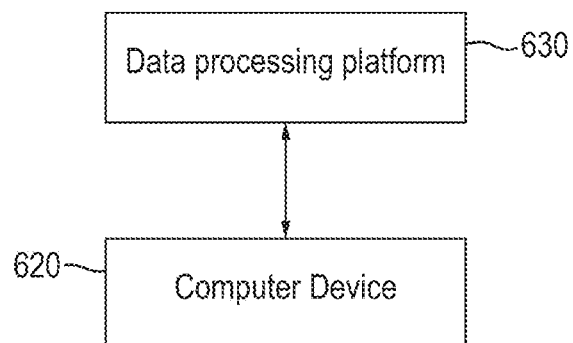 Data processing platform
630
620
Computer Device